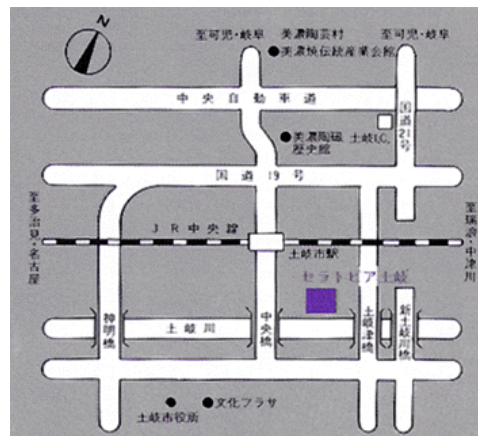 N
至可児・岐阜
美濃陶芸村
至可児・岐阜
美濃焼伝統産業会館
中央自動車道
国道21号
美濃陶磁歴史館
土岐I.C.
国道19号
至多治見・名古屋
JR中央線
土岐市駅
至瑞浪・中津川
セラトピア土岐
神明橋
土岐川
中央橋
土岐津橋
新土岐川橋
文化プラザ
土岐市役所